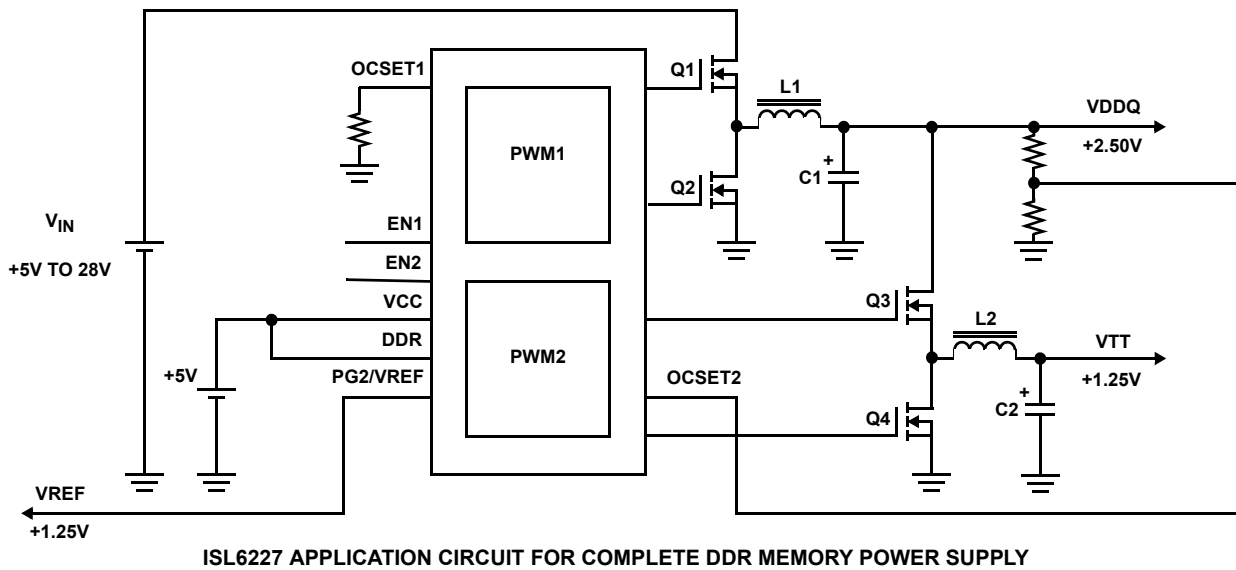 OCSET1
Q1
L1
VDDQ
+2.50V
PWM1
+
C1
Q2
VIN
+5V TO 28V
EN1
EN2
VCC
DDR
+5V
PG2/VREF
PWM2
Q3
L2
VTT
+1.25V
OCSET2
+
C2
Q4
VREF
+1.25V
ISL6227 APPLICATION CIRCUIT FOR COMPLETE DDR MEMORY POWER SUPPLY